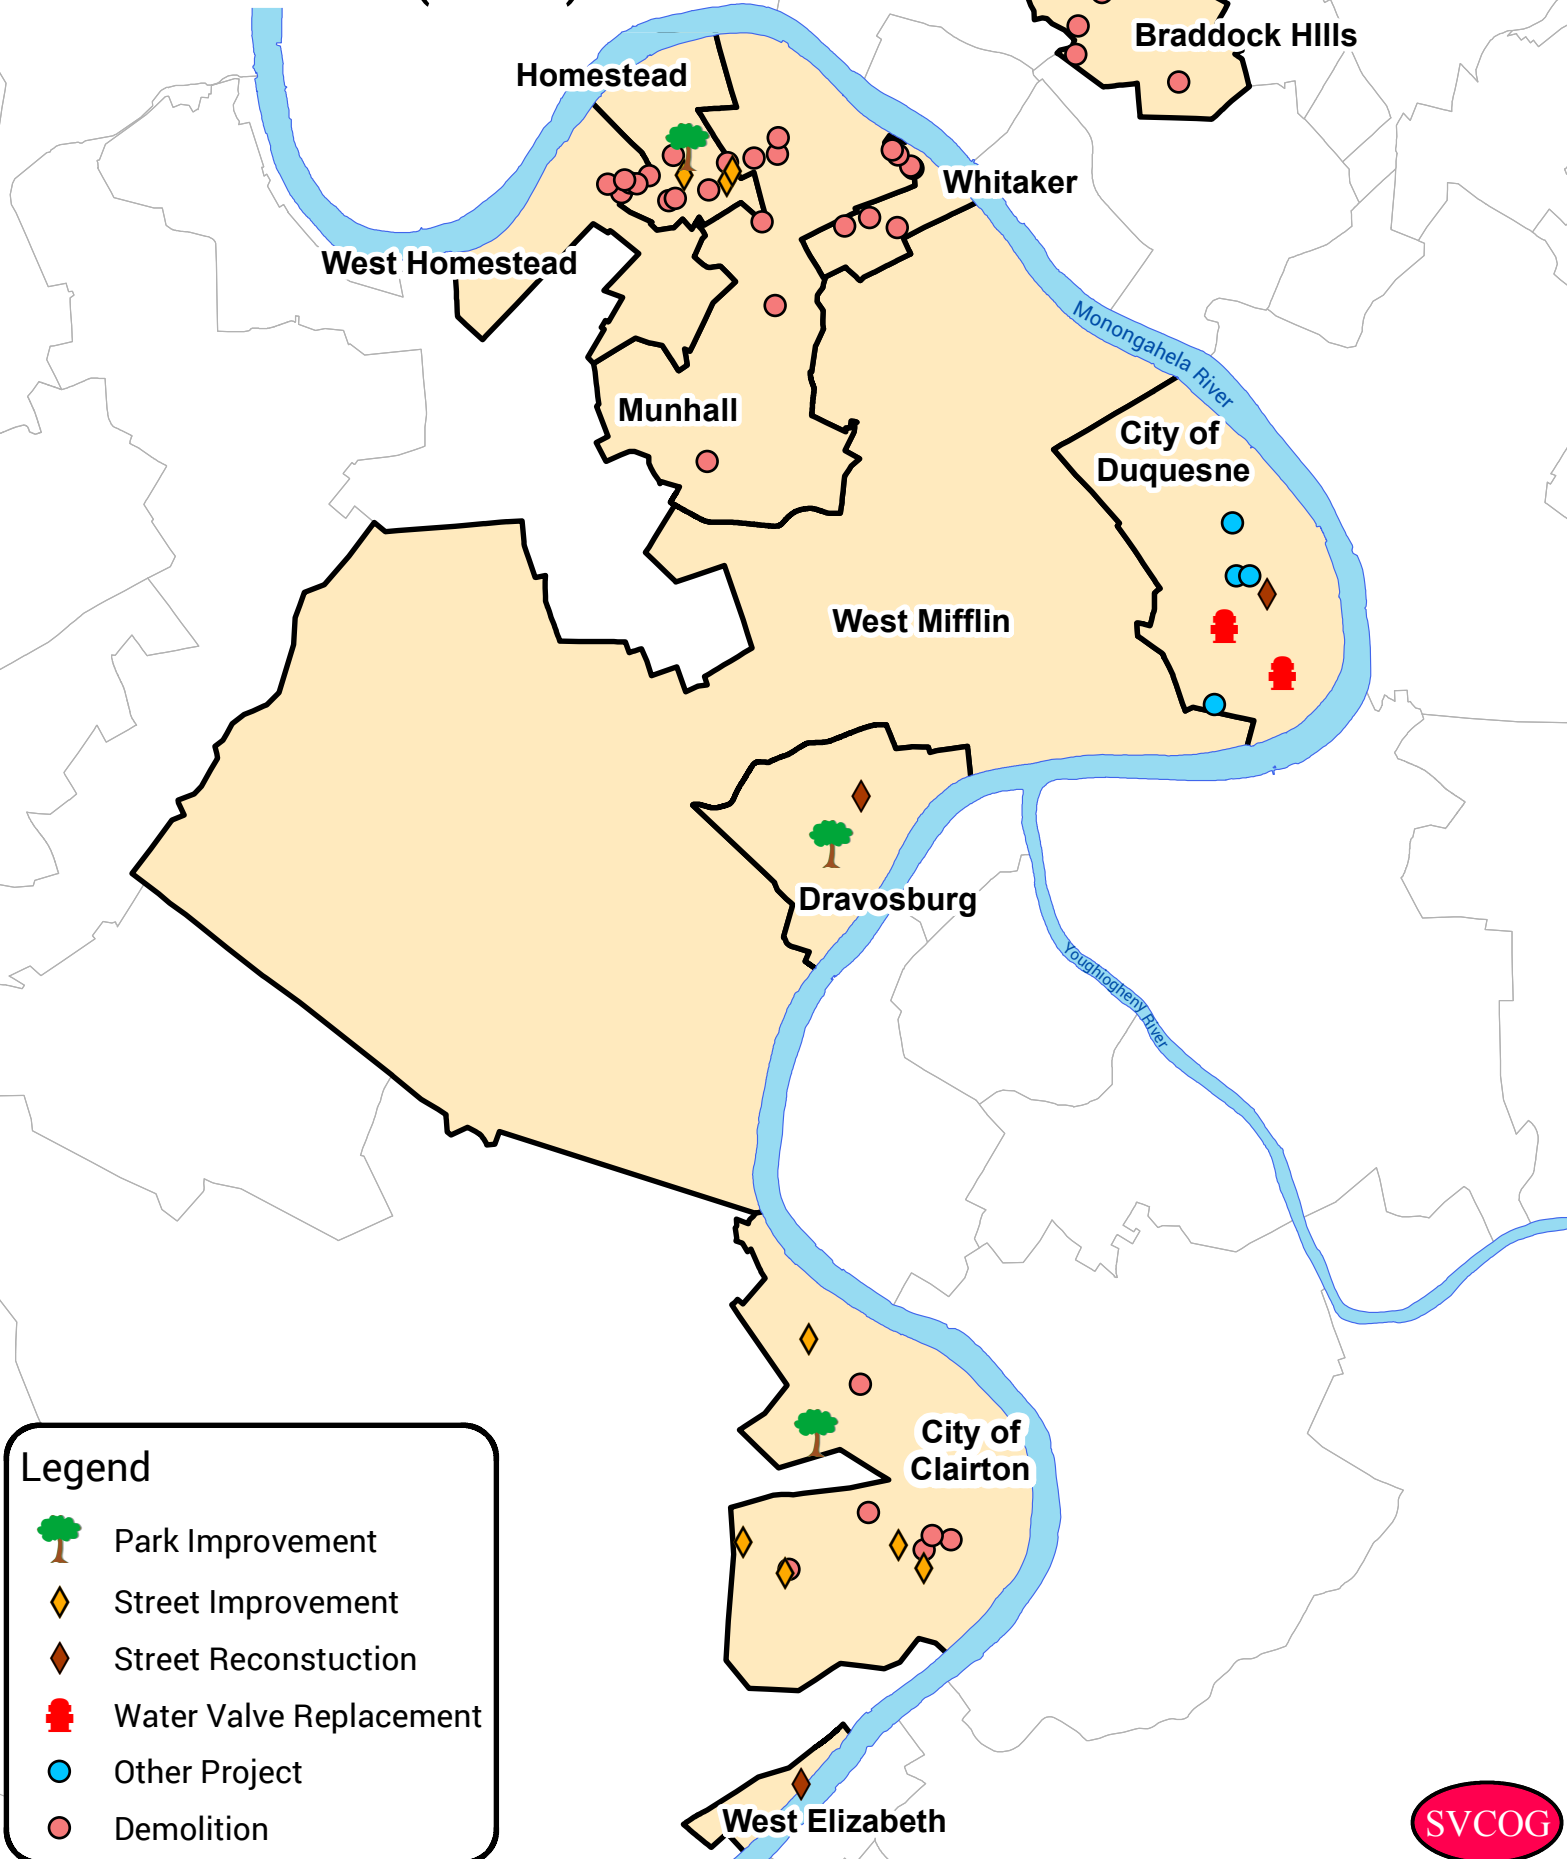 Braddock HIlls
Homestead
Whitaker
West Homestead
Monongahela River
Munhall
City of
Duquesne
West Mifflin
Dravosburg
Youghiogheny River
City of
Clairton
Legend
Park Improvement
Street Improvement
Street Reconstuction
Water Valve Replacement
Other Project
Demolition
West Elizabeth
SVCOG